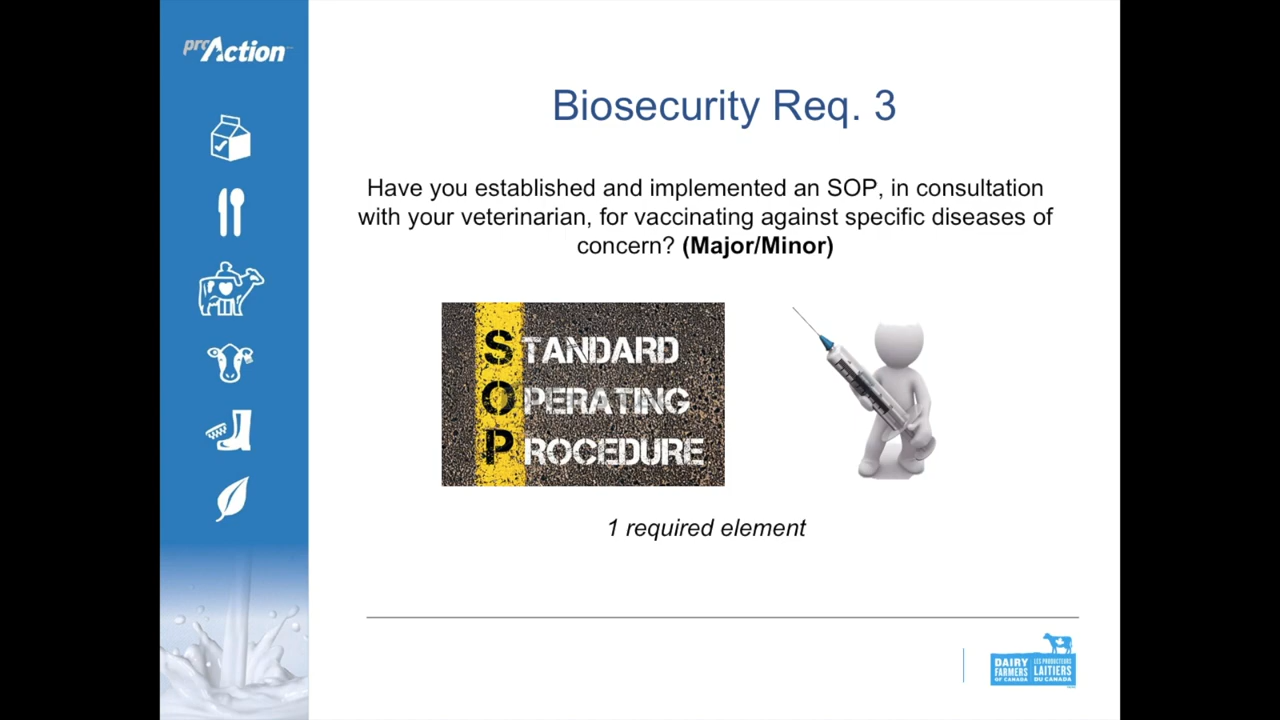 proAction
Biosecurity Req. 3
Have you established and implemented an SOP, in consultation
with your veterinarian, for vaccinating against specific diseases of
concern? (Major/Minor)
STANDARD
OPERATING
PROCEDURE
1 required element
DAIRY
FARMERS
OF CANADA
LES PRODUCTEURS
LAITIERS
DU CANADA